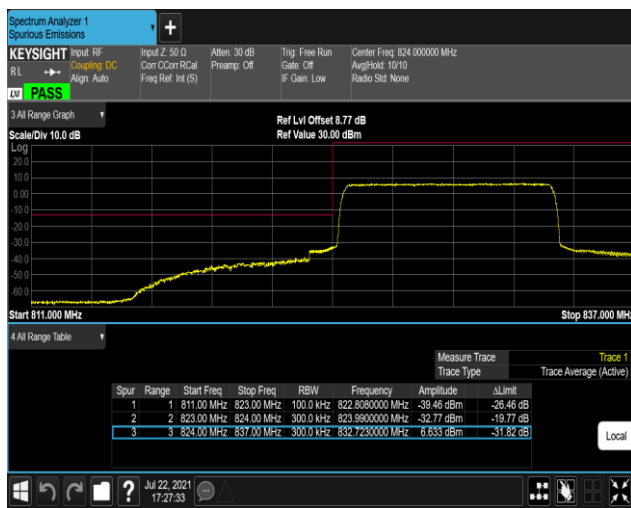 Spectrum Analyzer 1
Spurious Emissions
+
KEYSIGHT Input: RF Input Z: 50 Ω Atten: 30 dB Trig: Free Run Center Freq: 824.000000 MHz
RL Coupling: DC Corr CCorr RCal Preamp: Off Gate: Off Avg|Hold: 10/10
Align: Auto Freq Ref: Int (S) IF Gain: Low Radio Std: None
LXI PASS
3 All Range Graph
Ref Lvl Offset 8.77 dB
Scale/Div 10.0 dB Ref Value 30.00 dBm
Log
20.0
10.0
0.00
-10.0
-20.0
-30.0
-40.0
-50.0
-60.0
Start 811.000 MHz Stop 837.000 MHz
4 All Range Table
Measure Trace Trace 1
Trace Type Trace Average (Active)
Spur Range Start Freq Stop Freq RBW Frequency Amplitude ΔLimit
1 1 811.00 MHz 823.00 MHz 100.0 kHz 822.8080000 MHz -39.46 dBm -26.46 dB
2 2 823.00 MHz 824.00 MHz 300.0 kHz 823.9900000 MHz -32.77 dBm -19.77 dB
3 3 824.00 MHz 837.00 MHz 300.0 kHz 832.7230000 MHz 6.633 dBm -31.82 dB
Local
? Jul 22, 2021
17:27:33